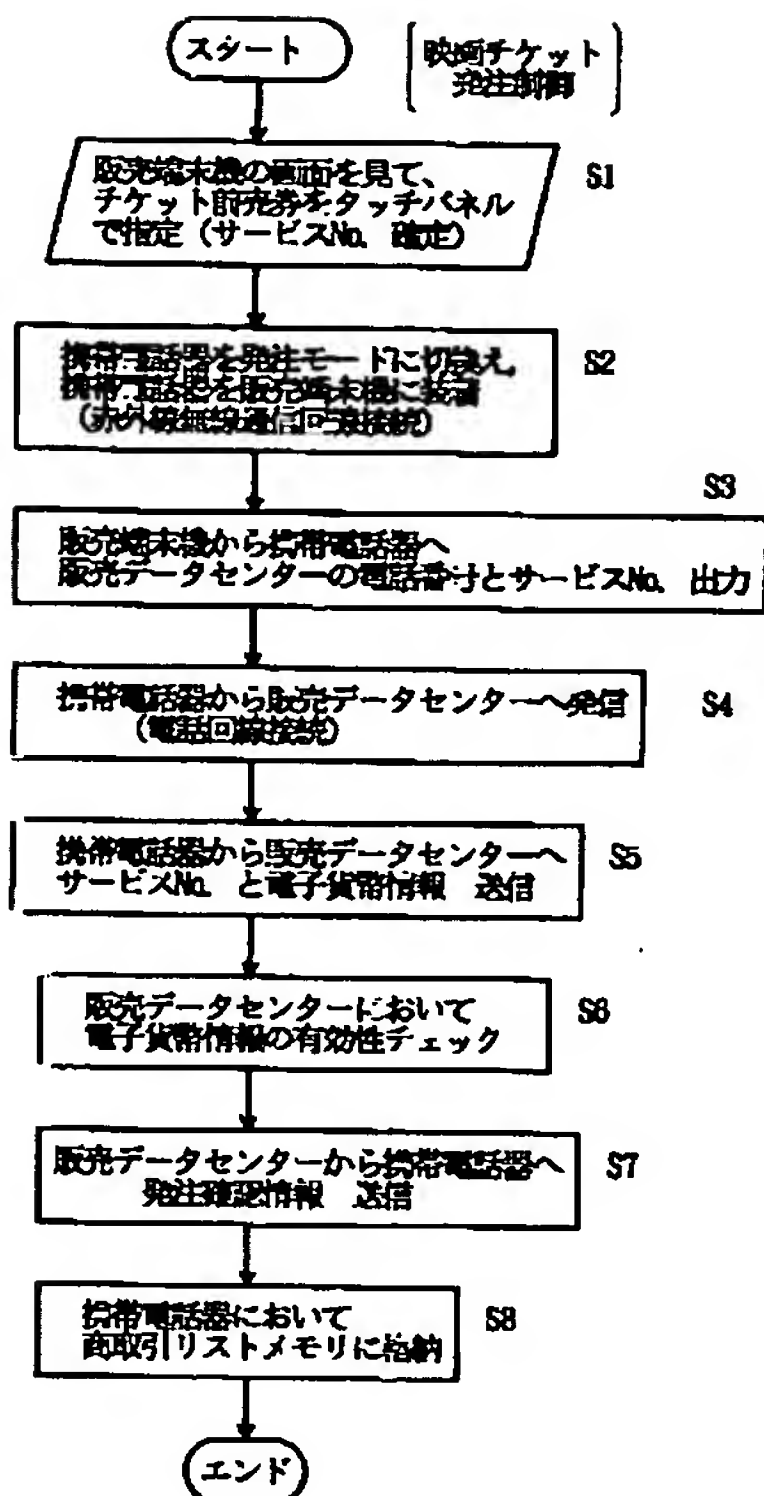 スタート
映画チケット
発注制御
販売端末機の画面を見て、
チケット前売券をタッチパネル
で指定（サービスNo. 確定）
S1
携帯電話器を発注モードに切換え、
携帯電話器を販売端末機に装着
（赤外線無線通信回線接続）
S2
S3
販売端末機から携帯電話器へ
販売データセンターの電話番号とサービスNo. 出力
携帯電話器から販売データセンターへ発信
（電話回線接続）
S4
携帯電話器から販売データセンターへ
サービスNo. と電子貨幣情報 送信
S5
販売データセンターにおいて
電子貨幣情報の有効性チェック
S6
販売データセンターから携帯電話器へ
発注確認情報 送信
S7
携帯電話器において
商取引リストメモリに格納
S8
エンド